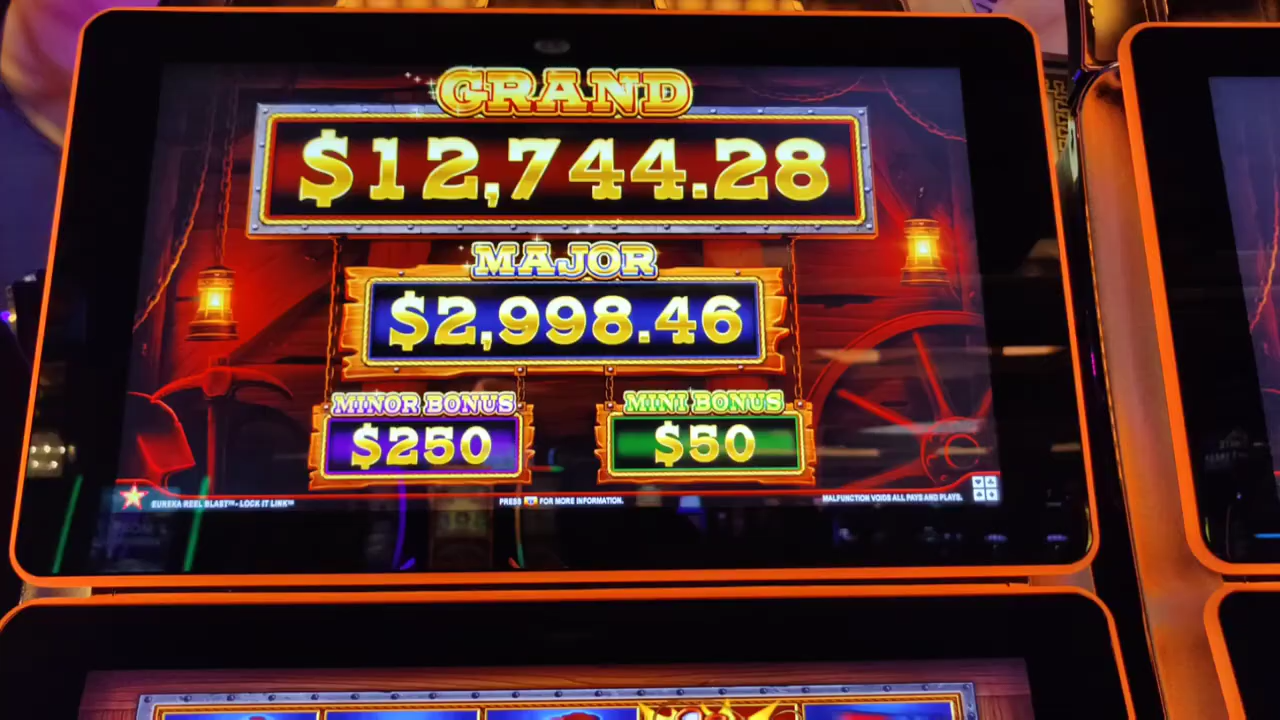 GRAND
$12,744.28
MAJOR
$2,998.46
MINOR BONUS
MINI BONUS
$250
$50
EUREKA REEL BLAST™ - LOCK IT LINK™
PRESS FOR MORE INFORMATION.
MALFUNCTION VOIDS ALL PAYS AND PLAYS.